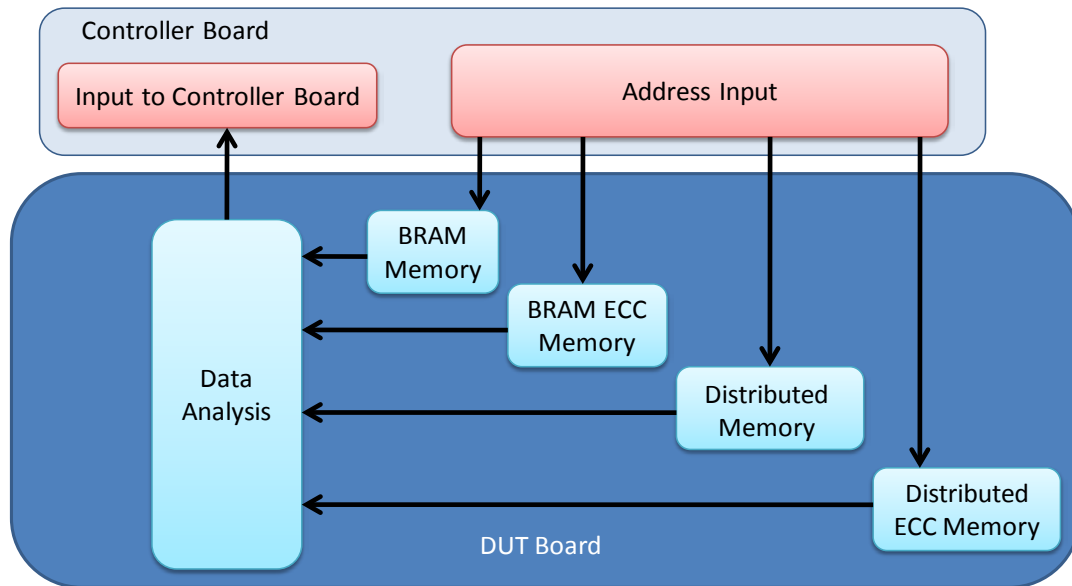 Controller Board
Input to Controller Board
Address Input
BRAM
Memory
BRAM ECC
Memory
Data
Analysis
Distributed
Memory
Distributed
ECC Memory
DUT Board